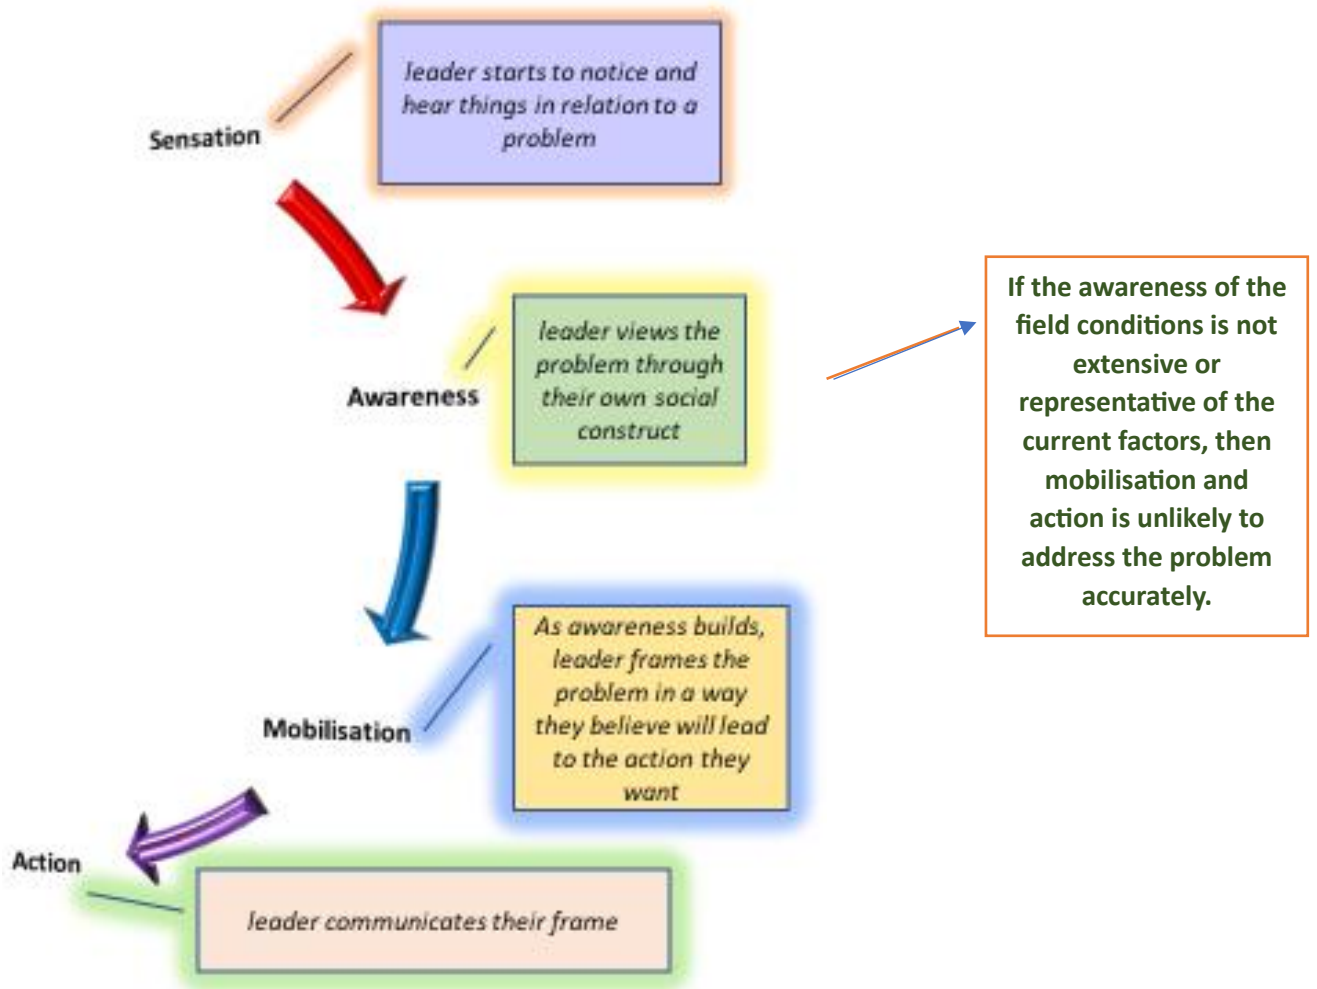 leader starts to notice and
hear things in relation to a
problem
Sensation
leader views the
problem through
their own social
construct
Awareness
If the awareness of the
field conditions is not
extensive or
representative of the
current factors, then
mobilisation and
action is unlikely to
address the problem
accurately.
As awareness builds,
leader frames the
problem in a way
they believe will lead
to the action they
want
Mobilisation
Action
leader communicates their frame